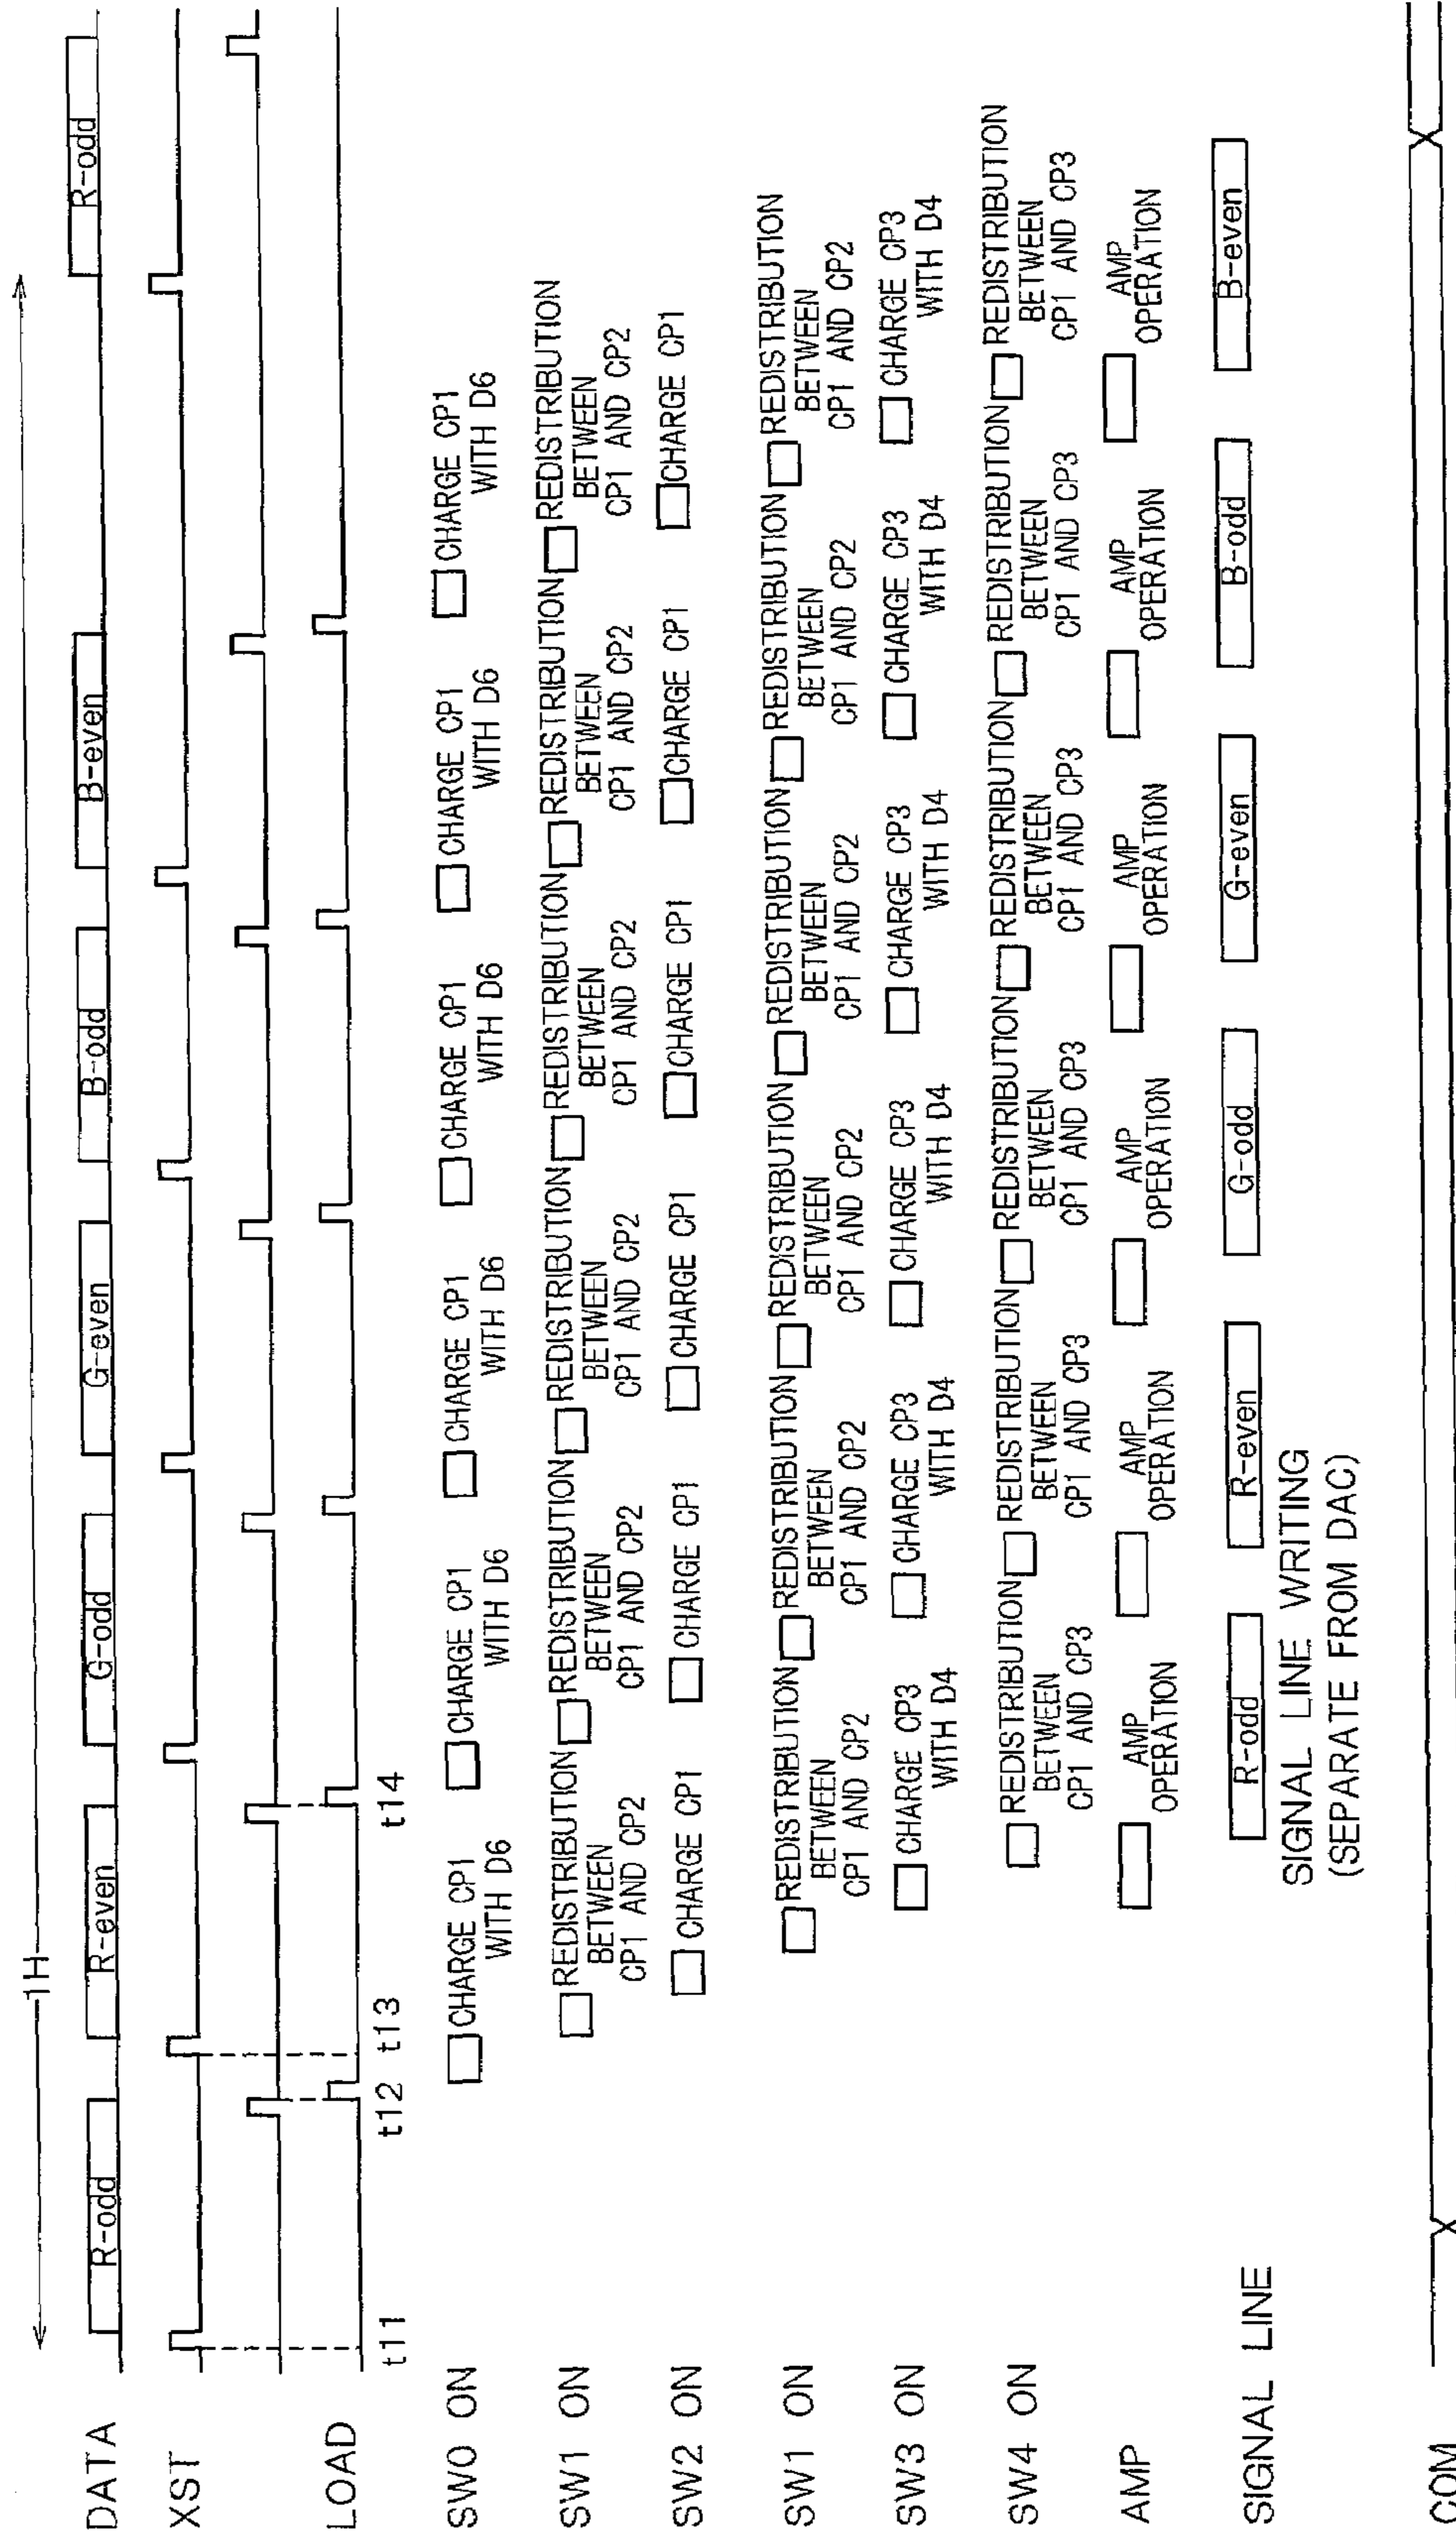 1H
DATA R-odd R-even G-odd G-even B-odd B-even R-odd
XST
LOAD
t11 t12 t13 t14
SW0 ON CHARGE CP1 CHARGE CP1 CHARGE CP1 CHARGE CP1 CHARGE CP1 CHARGE CP1
WITH D6 WITH D6 WITH D6 WITH D6 WITH D6 WITH D6
SW1 ON REDISTRIBUTION REDISTRIBUTION REDISTRIBUTION REDISTRIBUTION REDISTRIBUTION REDISTRIBUTION
BETWEEN BETWEEN BETWEEN BETWEEN BETWEEN BETWEEN
CP1 AND CP2 CP1 AND CP2 CP1 AND CP2 CP1 AND CP2 CP1 AND CP2 CP1 AND CP2
SW2 ON CHARGE CP1 CHARGE CP1 CHARGE CP1 CHARGE CP1 CHARGE CP1 CHARGE CP1
SW1 ON REDISTRIBUTION REDISTRIBUTION REDISTRIBUTION REDISTRIBUTION REDISTRIBUTION REDISTRIBUTION
BETWEEN BETWEEN BETWEEN BETWEEN BETWEEN BETWEEN
CP1 AND CP2 CP1 AND CP2 CP1 AND CP2 CP1 AND CP2 CP1 AND CP2 CP1 AND CP2
SW3 ON CHARGE CP3 CHARGE CP3 CHARGE CP3 CHARGE CP3 CHARGE CP3 CHARGE CP3
WITH D4 WITH D4 WITH D4 WITH D4 WITH D4 WITH D4
SW4 ON REDISTRIBUTION REDISTRIBUTION REDISTRIBUTION REDISTRIBUTION REDISTRIBUTION REDISTRIBUTION
BETWEEN BETWEEN BETWEEN BETWEEN BETWEEN BETWEEN
CP1 AND CP3 CP1 AND CP3 CP1 AND CP3 CP1 AND CP3 CP1 AND CP3 CP1 AND CP3
AMP AMP AMP AMP AMP AMP AMP
OPERATION OPERATION OPERATION OPERATION OPERATION OPERATION
SIGNAL LINE R-odd R-even G-odd G-even B-odd B-even
SIGNAL LINE WRITING
(SEPARATE FROM DAC)
COM